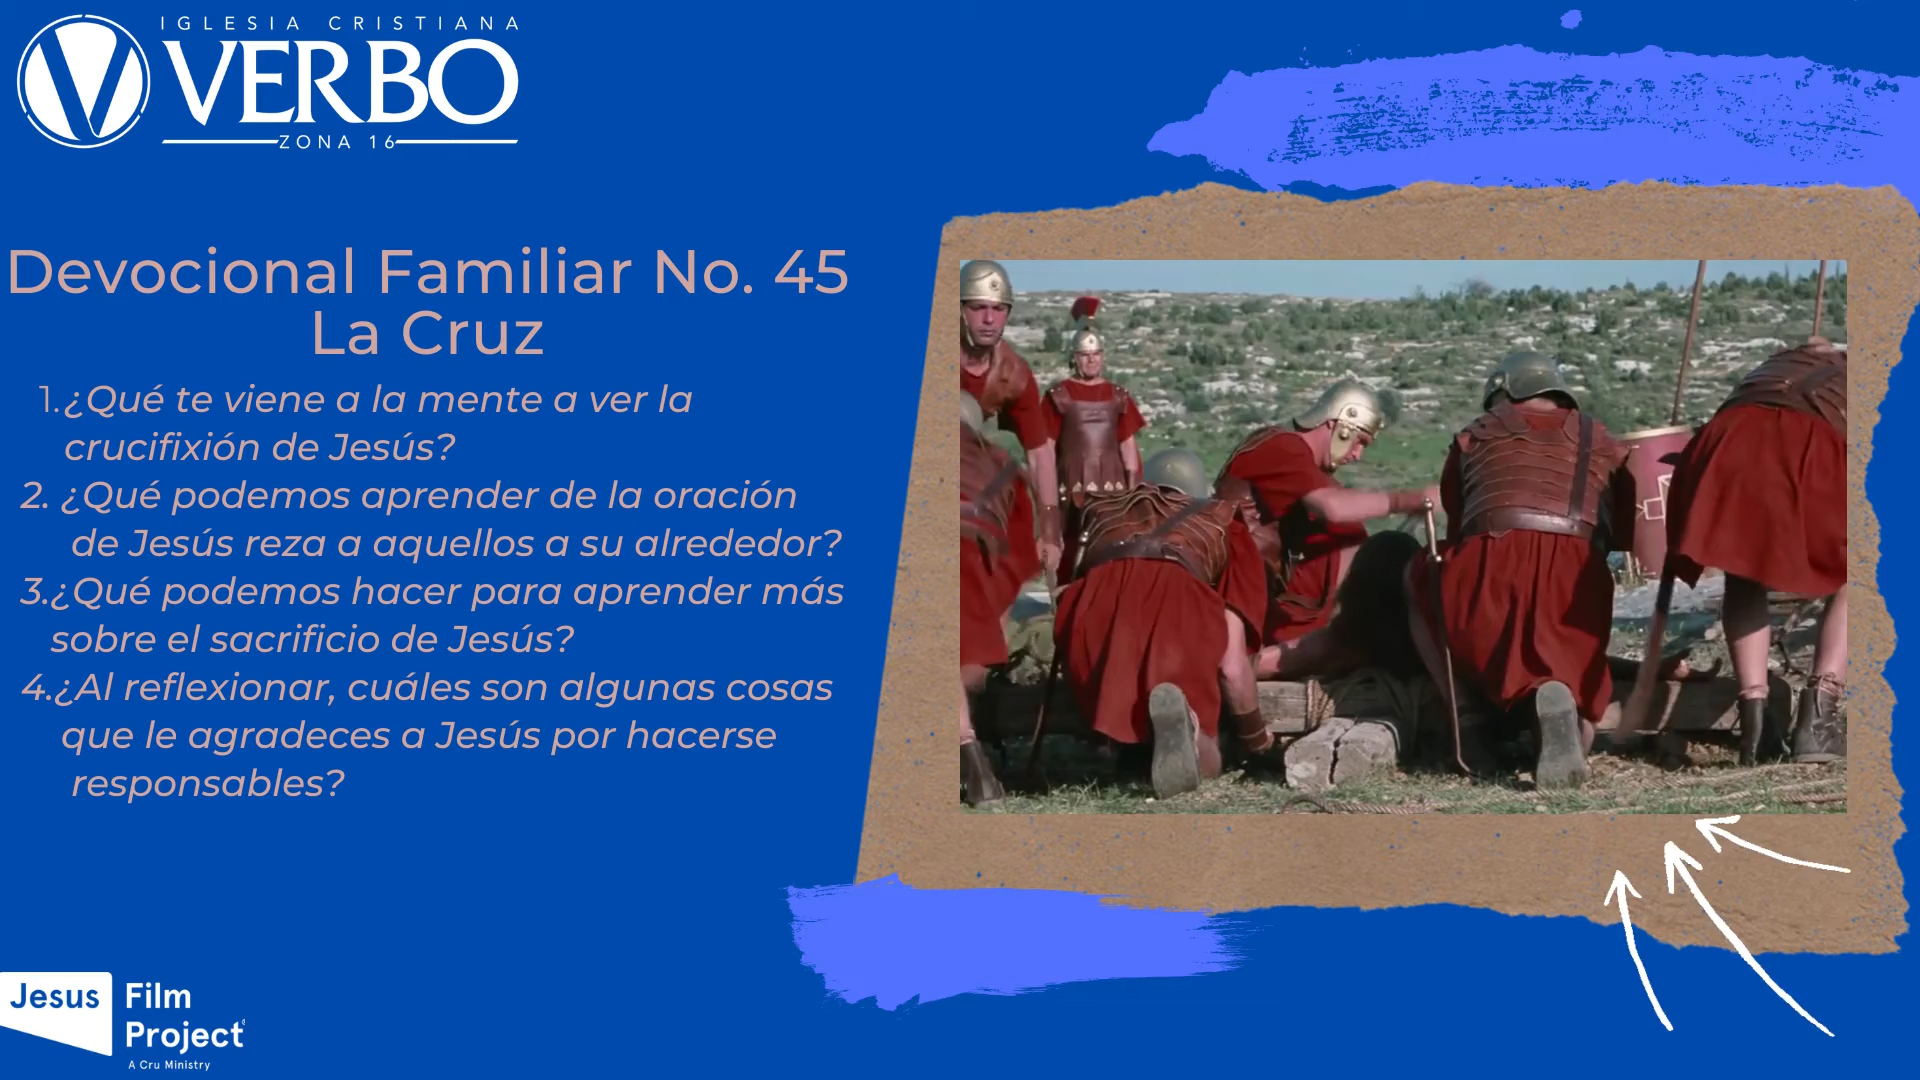 IGLESIA CRISTIANA
VERBO
ZONA 16
Devocional Familiar No. 45
La Cruz
1.¿Qué te viene a la mente a ver la
crucifixión de Jesús?
2. ¿Qué podemos aprender de la oración
de Jesús reza a aquellos a su alrededor?
3.¿Qué podemos hacer para aprender más
sobre el sacrificio de Jesús?
4.¿Al reflexionar, cuáles son algunas cosas
que le agradeces a Jesús por hacerse
responsables?
Jesus Film
Project
A Cru Ministry